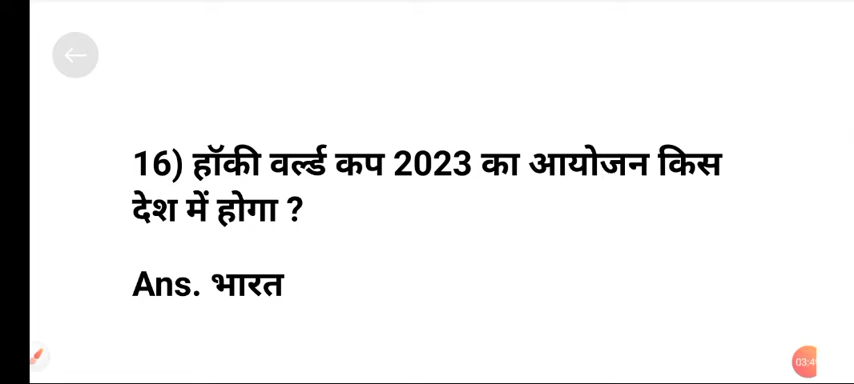 16) हॉकी वर्ल्ड कप 2023 का आयोजन किस
देश में होगा ?
Ans. भारत